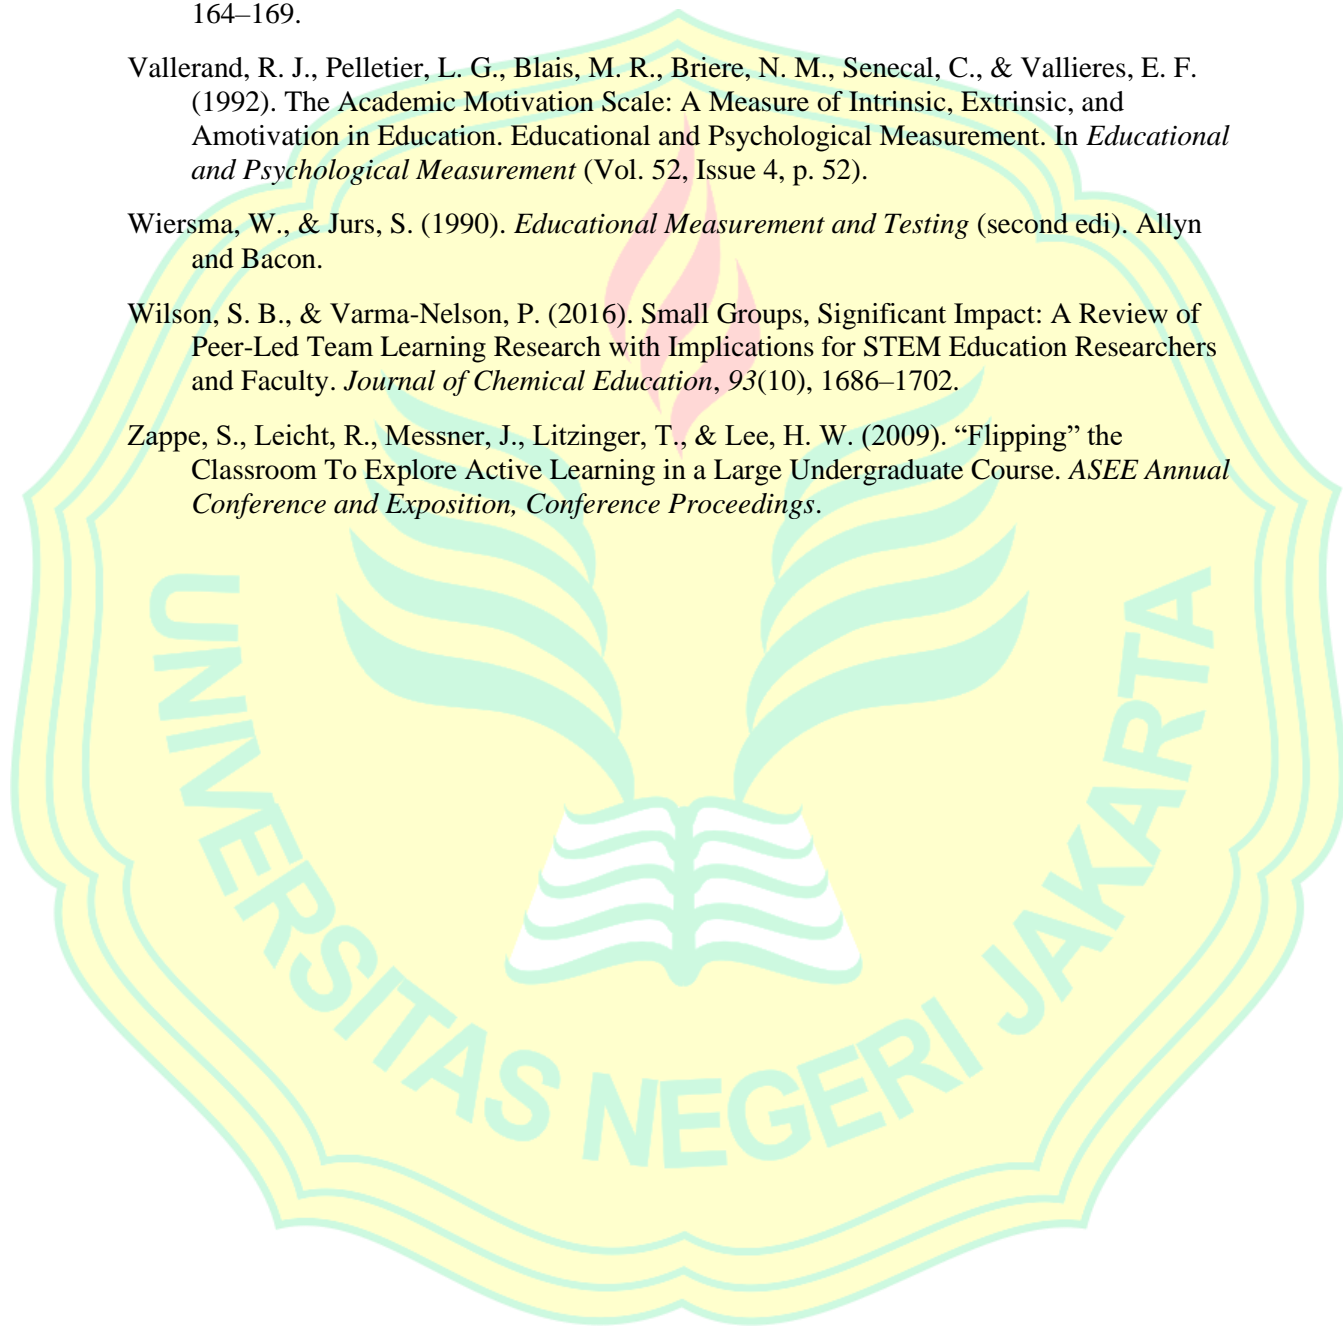 164–169.
Vallerand, R. J., Pelletier, L. G., Blais, M. R., Briere, N. M., Senecal, C., & Vallieres, E. F.
(1992). The Academic Motivation Scale: A Measure of Intrinsic, Extrinsic, and
Amotivation in Education. Educational and Psychological Measurement. In Educational
and Psychological Measurement (Vol. 52, Issue 4, p. 52).
Wiersma, W., & Jurs, S. (1990). Educational Measurement and Testing (second edi). Allyn
and Bacon.
Wilson, S. B., & Varma-Nelson, P. (2016). Small Groups, Significant Impact: A Review of
Peer-Led Team Learning Research with Implications for STEM Education Researchers
and Faculty. Journal of Chemical Education, 93(10), 1686–1702.
Zappe, S., Leicht, R., Messner, J., Litzinger, T., & Lee, H. W. (2009). “Flipping” the
Classroom To Explore Active Learning in a Large Undergraduate Course. ASEE Annual
Conference and Exposition, Conference Proceedings.
UNIVERSITAS NEGERI JAKARTA